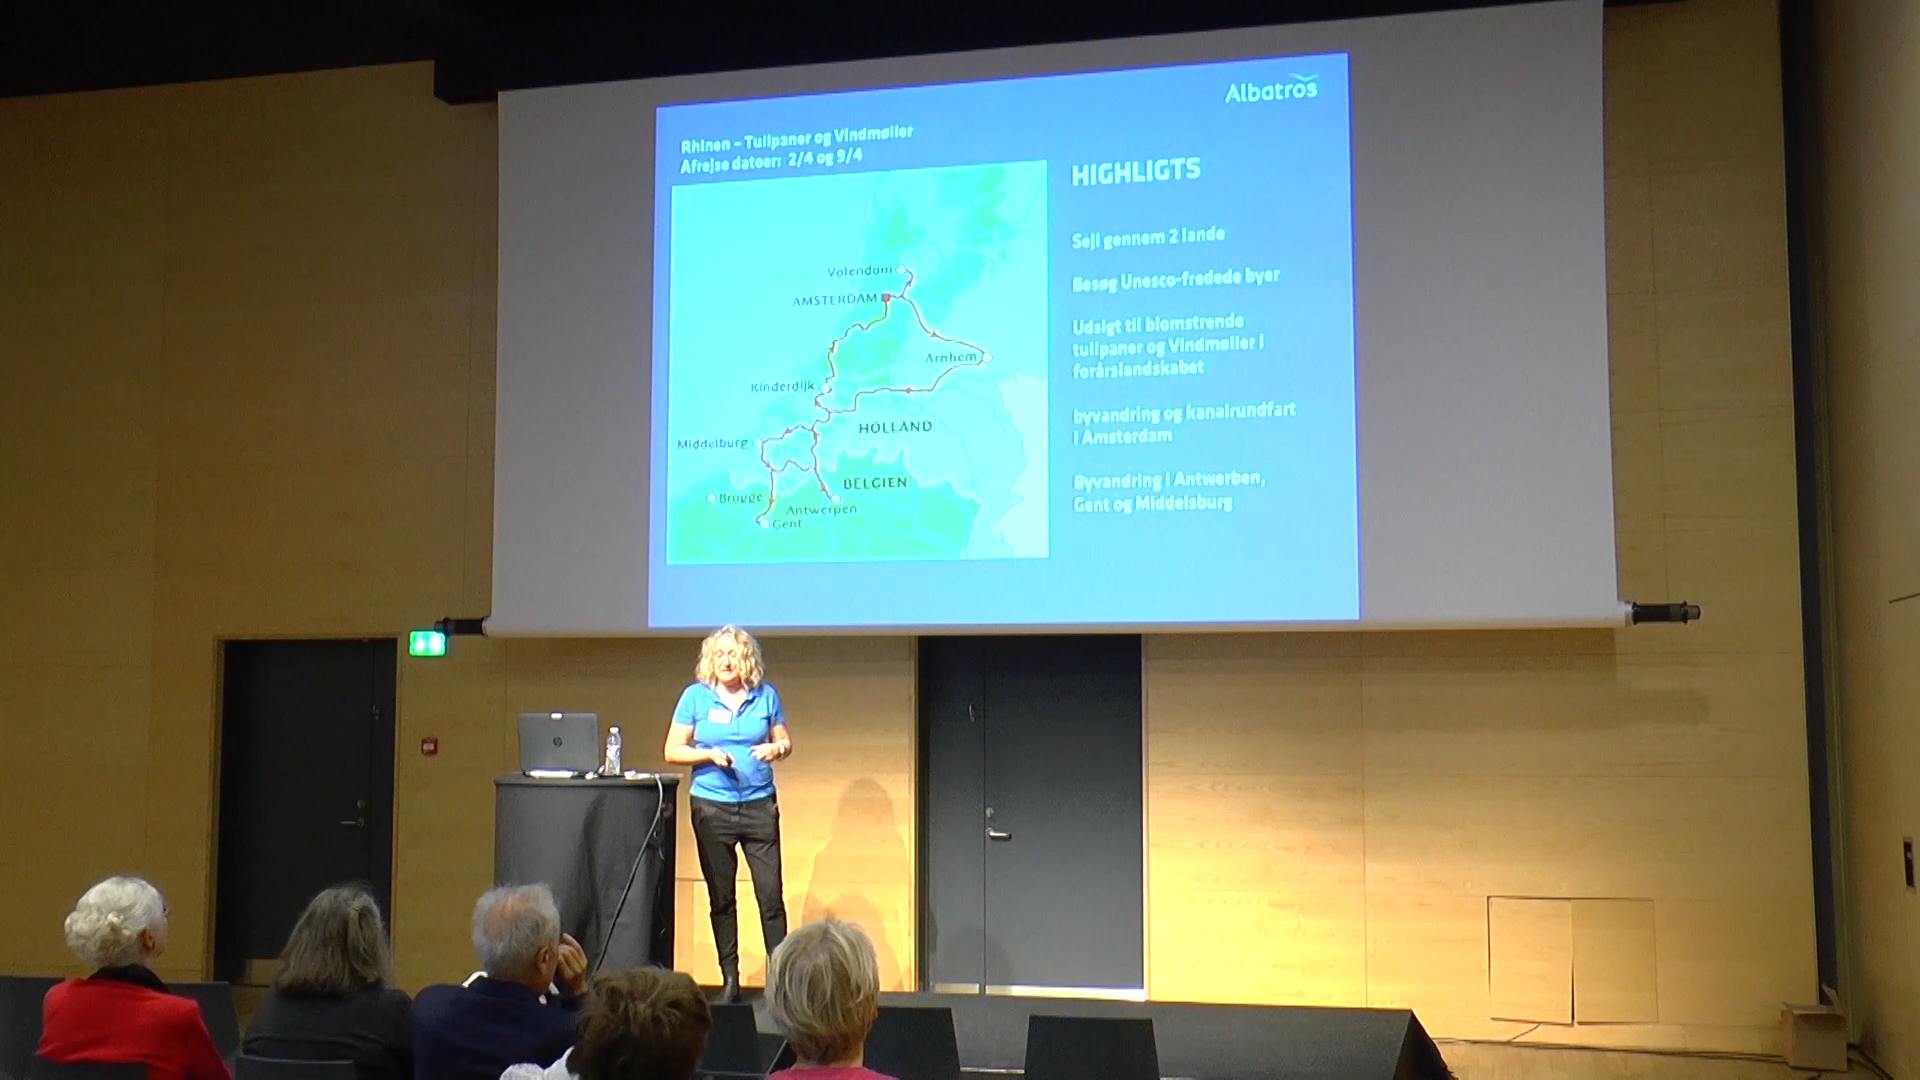 Albatros
Rhinen – Tulipaner og Vindmøller
Afrejse datoer: 2/4 og 9/4
HIGHLIGTS
Sejl gennem 2 lande
Besøg Unesco-fredede byer
Udsigt til blomstrende
tulipaner og Vindmøller i
forårslandskabet
byvandring og kanalrundfart
i Amsterdam
Byvandring i Antwerben,
Gent og Middelsburg
Volendam
AMSTERDAM
Arnhem
Kinderdijk
HOLLAND
Middelburg
BELGIEN
Brugge
Antwerpen
Gent
hp